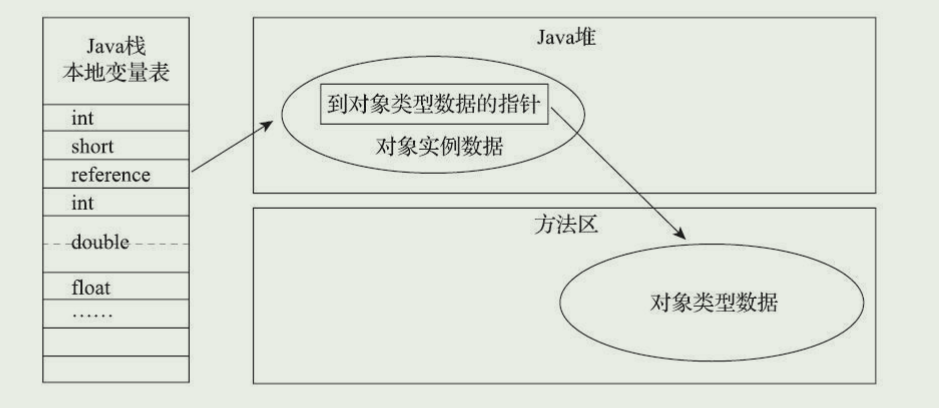 Java栈
本地变量表
int
short
reference
int
double
float
……
Java堆
到对象类型数据的指针
对象实例数据
方法区
对象类型数据